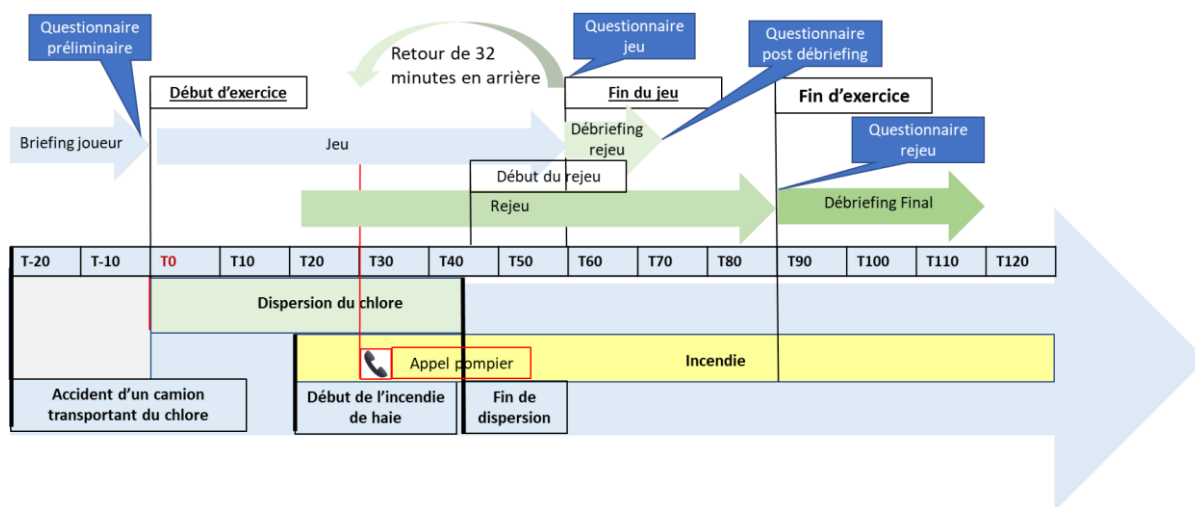 Questionnaire
préliminaire
Retour de 32
minutes en arrière
Questionnaire
jeu
Questionnaire
post débriefing
Début d'exercice
Fin du jeu
Fin d'exercice
Briefing joueur
Jeu
Débriefing
rejeu
Questionnaire
rejeu
Début du rejeu
Rejeu
Débriefing Final
T-20 T-10 T0 T10 T20 T30 T40 T50 T60 T70 T80 T90 T100 T110 T120
Dispersion du chlore
Appel pompier
Incendie
Accident d'un camion
transportant du chlore
Début de l'incendie
de haie
Fin de
dispersion